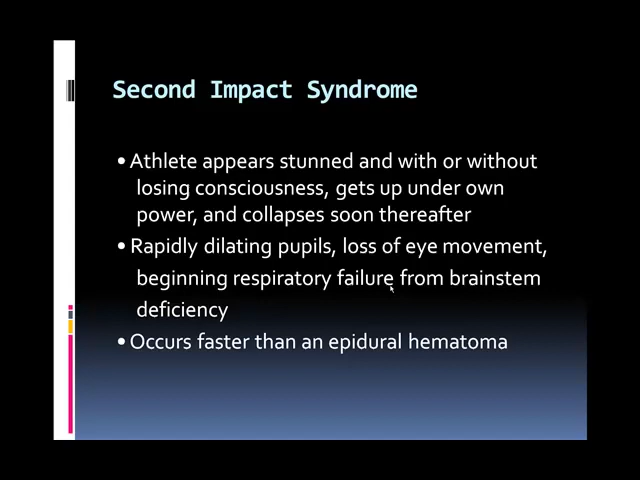 Second Impact Syndrome
• Athlete appears stunned and with or without
losing consciousness, gets up under own
power, and collapses soon thereafter
• Rapidly dilating pupils, loss of eye movement,
beginning respiratory failure from brainstem
deficiency
• Occurs faster than an epidural hematoma